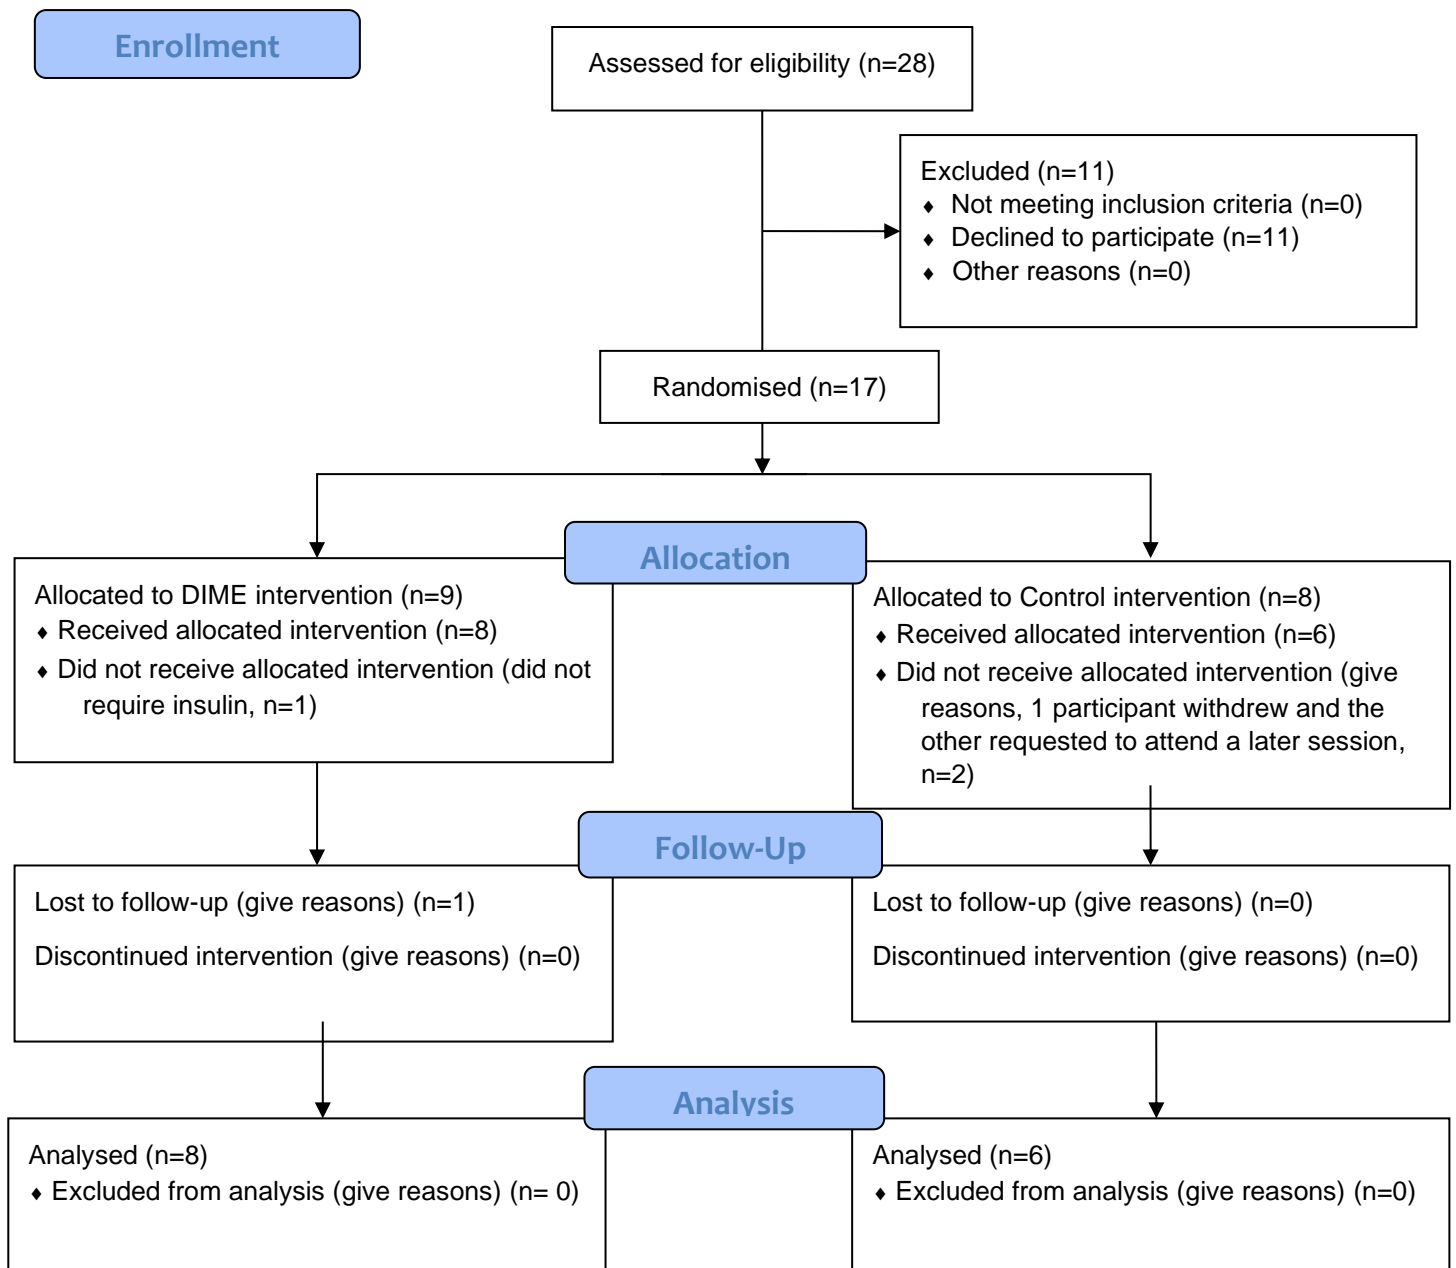 Enrollment
Assessed for eligibility (n=28)
Excluded (n=11)
♦ Not meeting inclusion criteria (n=0)
♦ Declined to participate (n=11)
♦ Other reasons (n=0)
Randomised (n=17)
Allocation
Allocated to DIME intervention (n=9)
♦ Received allocated intervention (n=8)
♦ Did not receive allocated intervention (did not
require insulin, n=1)
Allocated to Control intervention (n=8)
♦ Received allocated intervention (n=6)
♦ Did not receive allocated intervention (give
reasons, 1 participant withdrew and the
other requested to attend a later session,
n=2)
Follow-Up
Lost to follow-up (give reasons) (n=1)
Discontinued intervention (give reasons) (n=0)
Lost to follow-up (give reasons) (n=0)
Discontinued intervention (give reasons) (n=0)
Analysis
Analysed (n=8)
♦ Excluded from analysis (give reasons) (n= 0)
Analysed (n=6)
♦ Excluded from analysis (give reasons) (n=0)